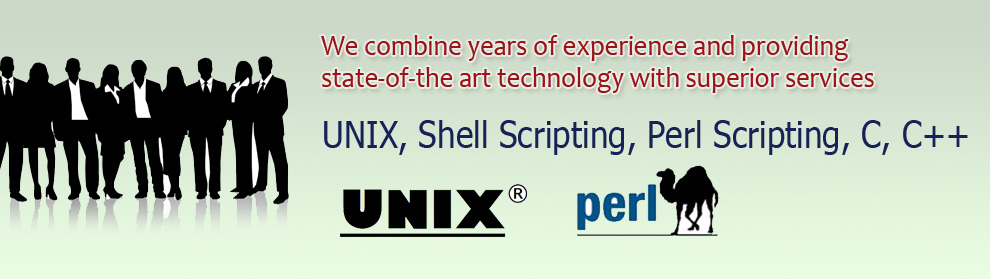 We combine years of experience and providing
state-of-the art technology with superior services
UNIX, Shell Scripting, Perl Scripting, C, C++
UNIX®
perl